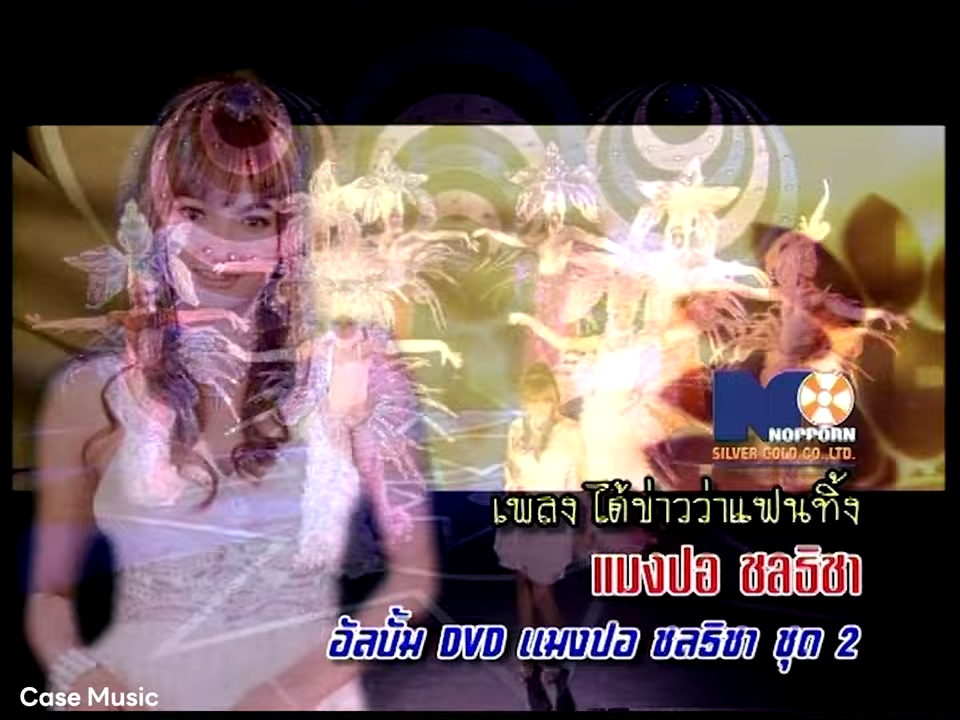 NOPPORN
SILVER GOLD CO.,LTD.
เพลง ได้ข่าวว่าแฟนทิ้ง
แมงปอ ชลธิชา
อัลบั้ม DVD แมงปอ ชลธิชา ชุด 2
Case Music